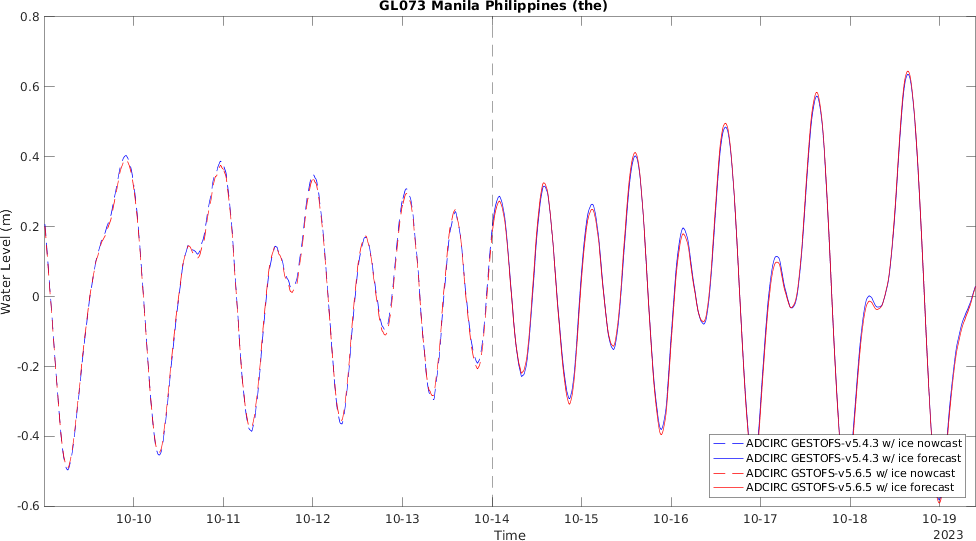 GL073 Manila Philippines (the)
0.8
0.6
0.4
0.2
0
-0.2
-0.4
-0.6
Water Level (m)
10-10
10-11
10-12
10-13
10-14
10-15
10-16
10-17
10-18
10-19
2023
Time
ADCIRC GESTOFS-v5.4.3 w/ ice nowcast
ADCIRC GESTOFS-v5.4.3 w/ ice forecast
ADCIRC GSTOFS-v5.6.5 w/ ice nowcast
ADCIRC GSTOFS-v5.6.5 w/ ice forecast